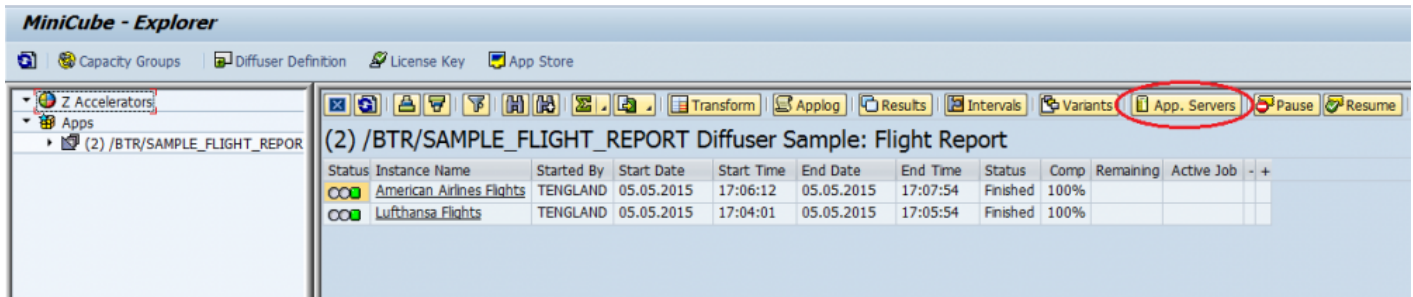 MiniCube - Explorer
Capacity Groups Diffuser Definition License Key App Store
Z Accelerators
Apps
(2) /BTR/SAMPLE_FLIGHT_REPOR
Transform Applog Results Intervals Variants App. Servers Pause Resume
(2) /BTR/SAMPLE_FLIGHT_REPORT Diffuser Sample: Flight Report
Status Instance Name Started By Start Date Start Time End Date End Time Status Comp Remaining Active Job - +
American Airlines Flights TENGLAND 05.05.2015 17:06:12 05.05.2015 17:07:54 Finished 100%
Lufthansa Flights TENGLAND 05.05.2015 17:04:01 05.05.2015 17:05:54 Finished 100%